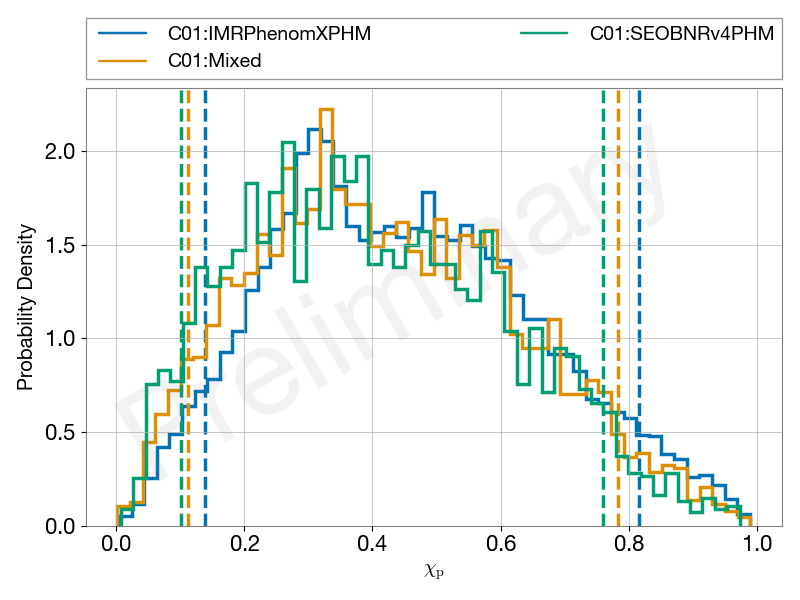 C01:IMRPhenomXPHM
C01:SEOBNRv4PHM
C01:Mixed
Preliminary
Probability Density
2.0
1.5
1.0
0.5
0.0
0.0 0.2 0.4 0.6 0.8 1.0
χp